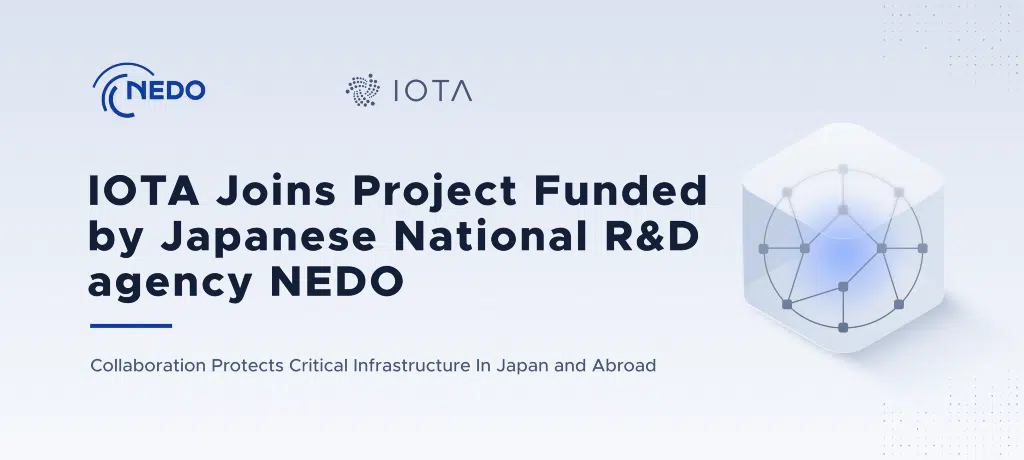 NEDO
IOTA
IOTA Joins Project Funded
by Japanese National R&D
agency NEDO
Collaboration Protects Critical Infrastructure In Japan and Abroad